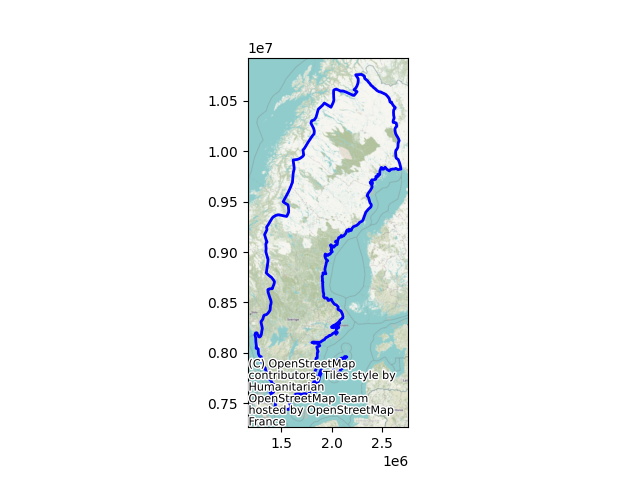 1e7
1.05
1.00
0.95
0.90
0.85
0.80
0.75
(C) OpenStreetMap
contributors, Tiles style by
Humanitarian
OpenStreetMap Team
hosted by OpenStreetMap
France
1.5
2.0
2.5
1e6